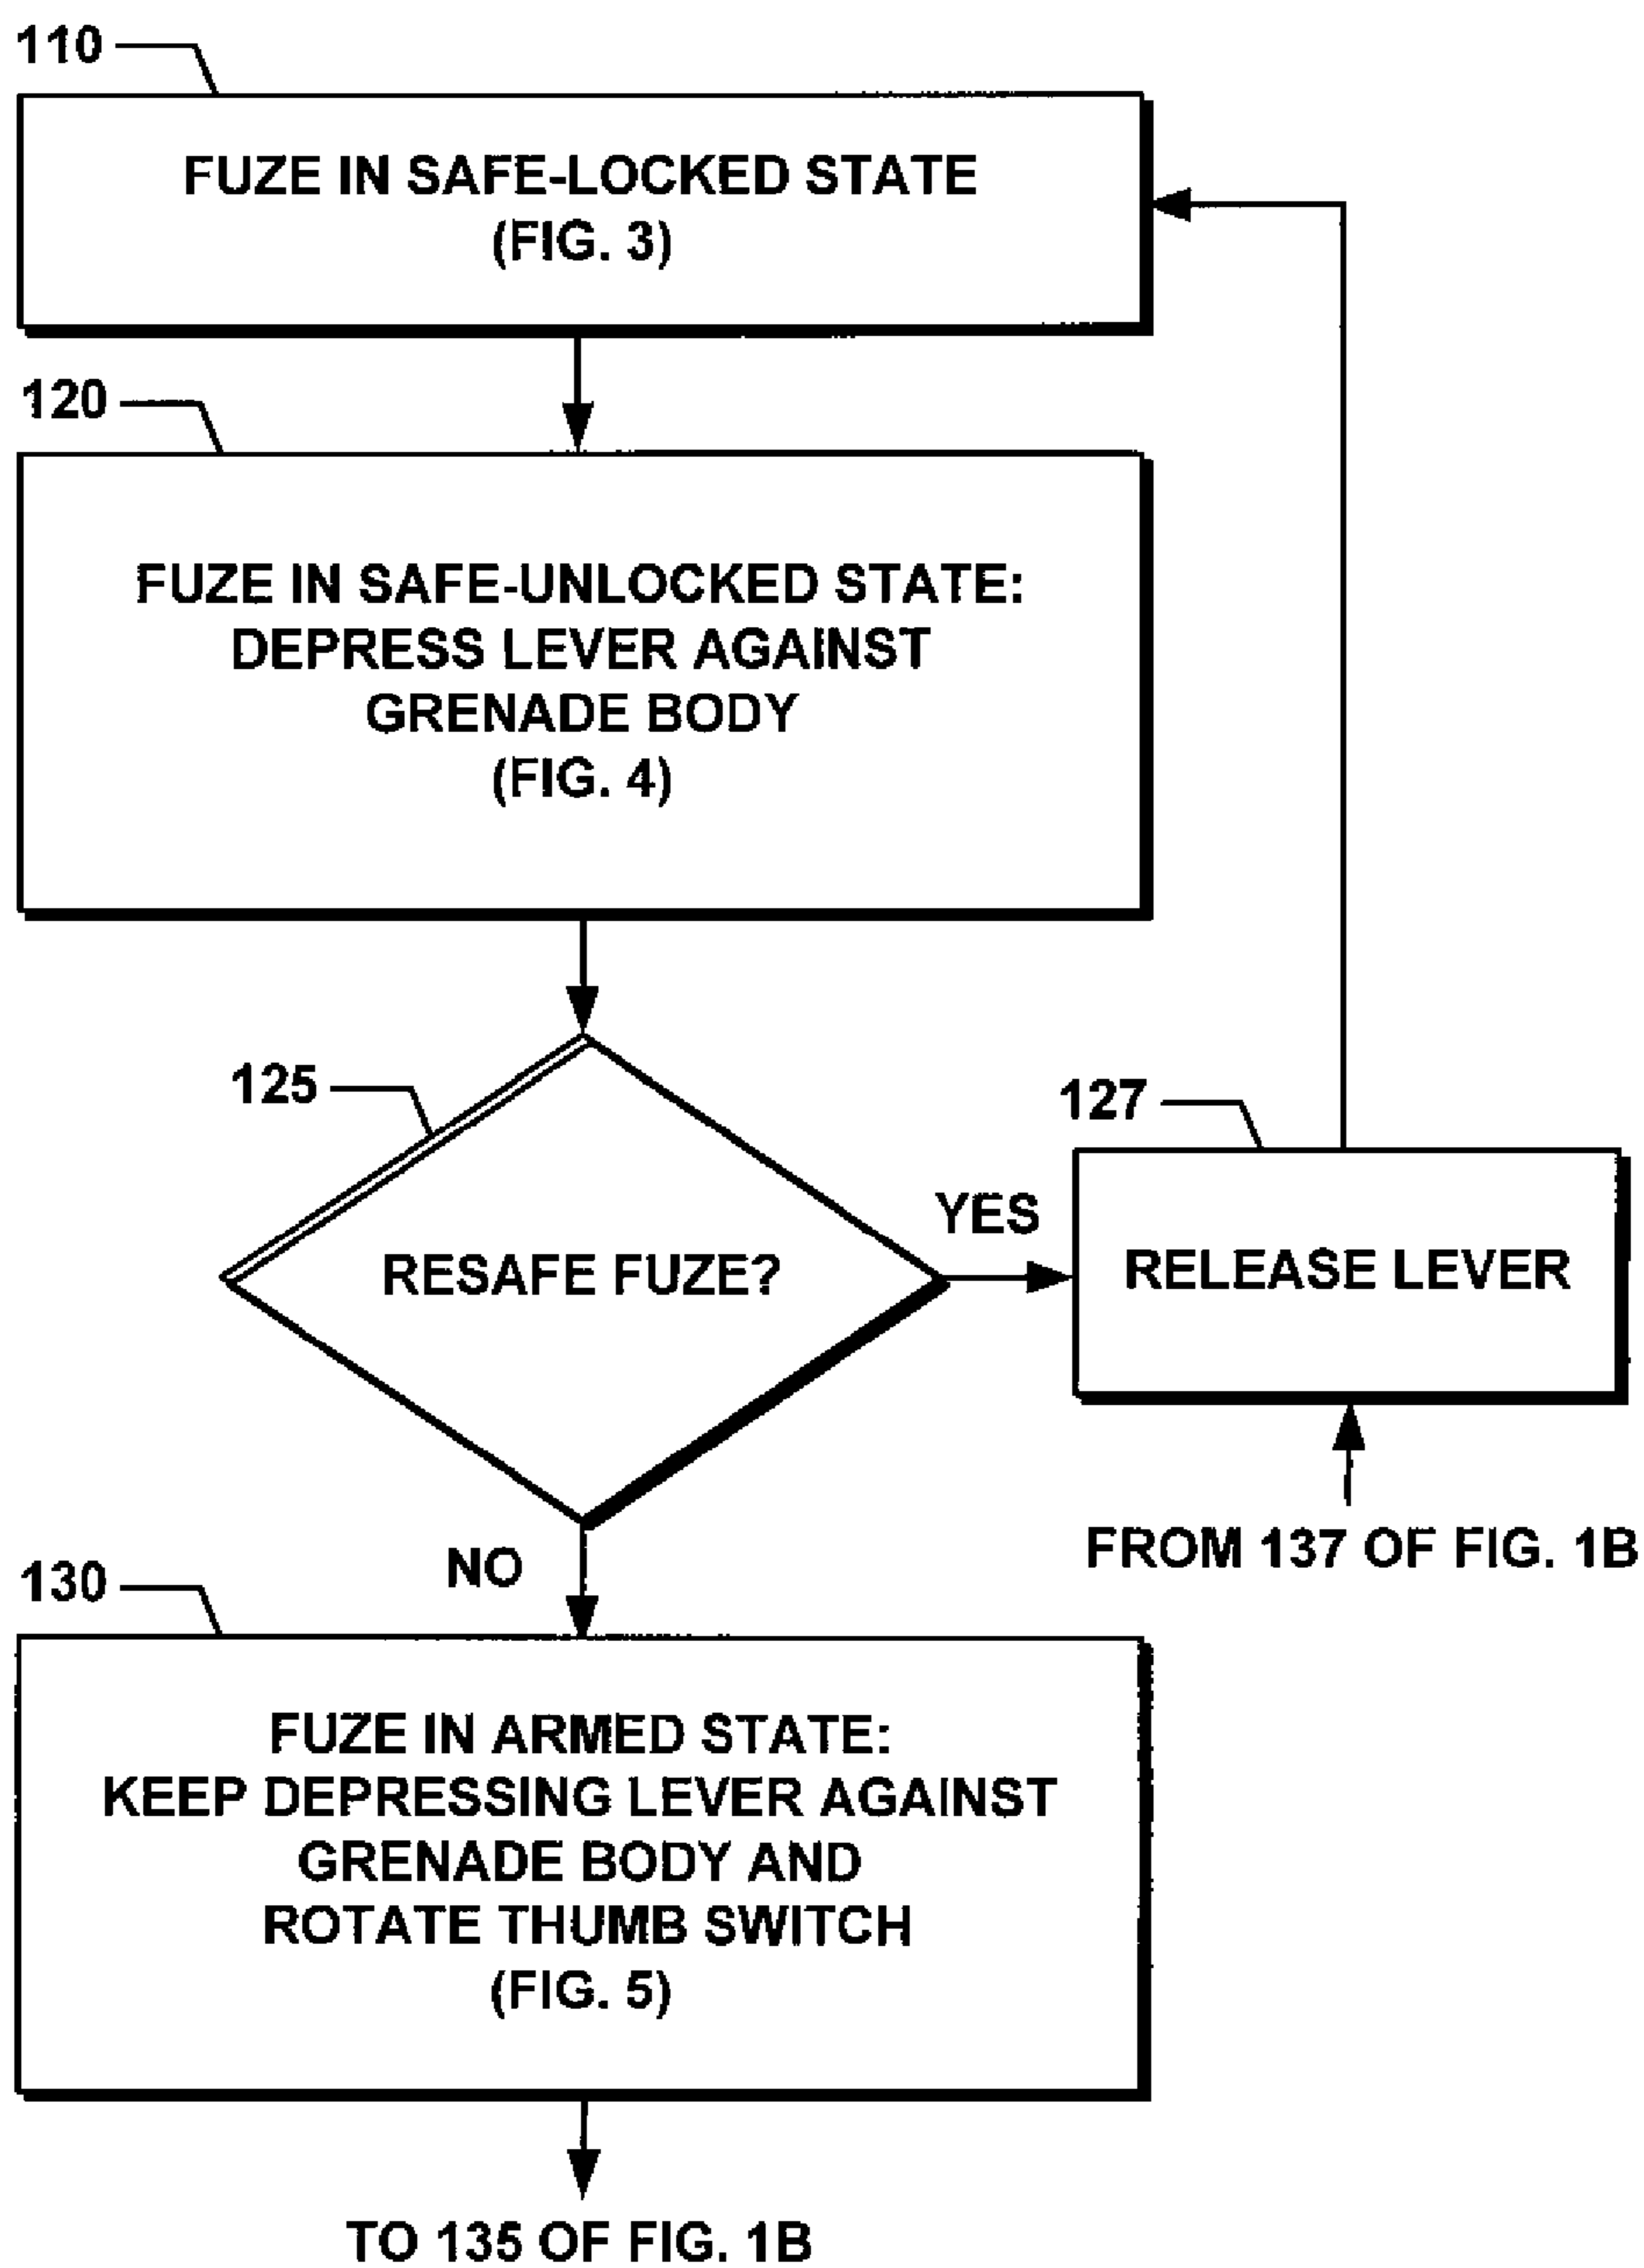 110
FUZE IN SAFE-LOCKED STATE
(FIG. 3)
120
FUZE IN SAFE-UNLOCKED STATE:
DEPRESS LEVER AGAINST
GRENADE BODY
(FIG. 4)
125
RESAFE FUZE?
YES
127
RELEASE LEVER
FROM 137 OF FIG. 1B
NO
130
FUZE IN ARMED STATE:
KEEP DEPRESSING LEVER AGAINST
GRENADE BODY AND
ROTATE THUMB SWITCH
(FIG. 5)
TO 135 OF FIG. 1B